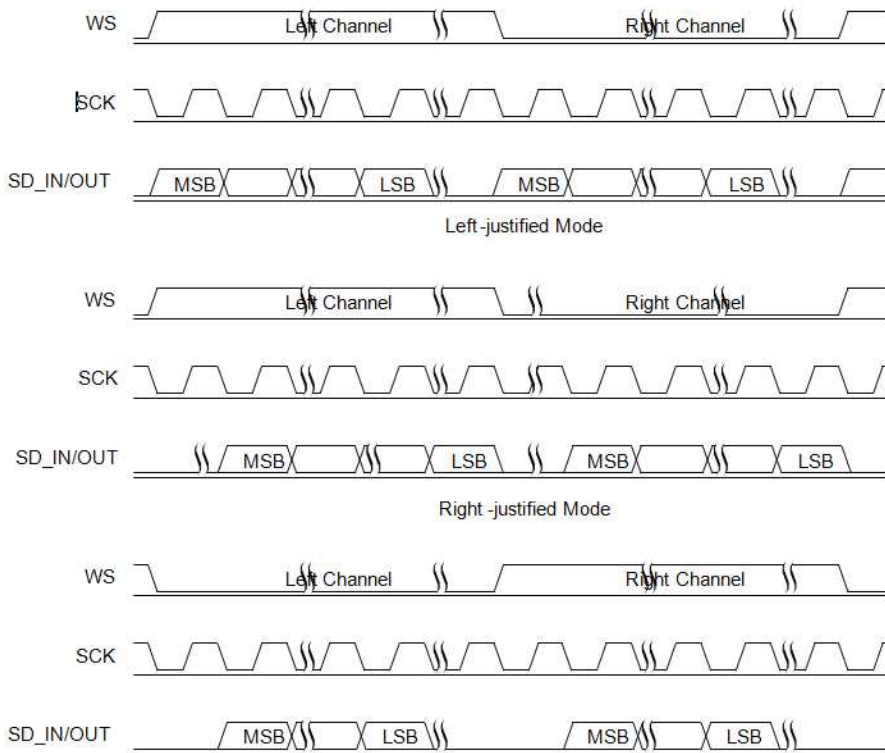 WS Left Channel Right Channel
SCK
SD_IN/OUT MSB LSB MSB LSB
Left-justified Mode
WS Left Channel Right Channel
SCK
SD_IN/OUT MSB LSB MSB LSB
Right-justified Mode
WS Left Channel Right Channel
SCK
SD_IN/OUT MSB LSB MSB LSB